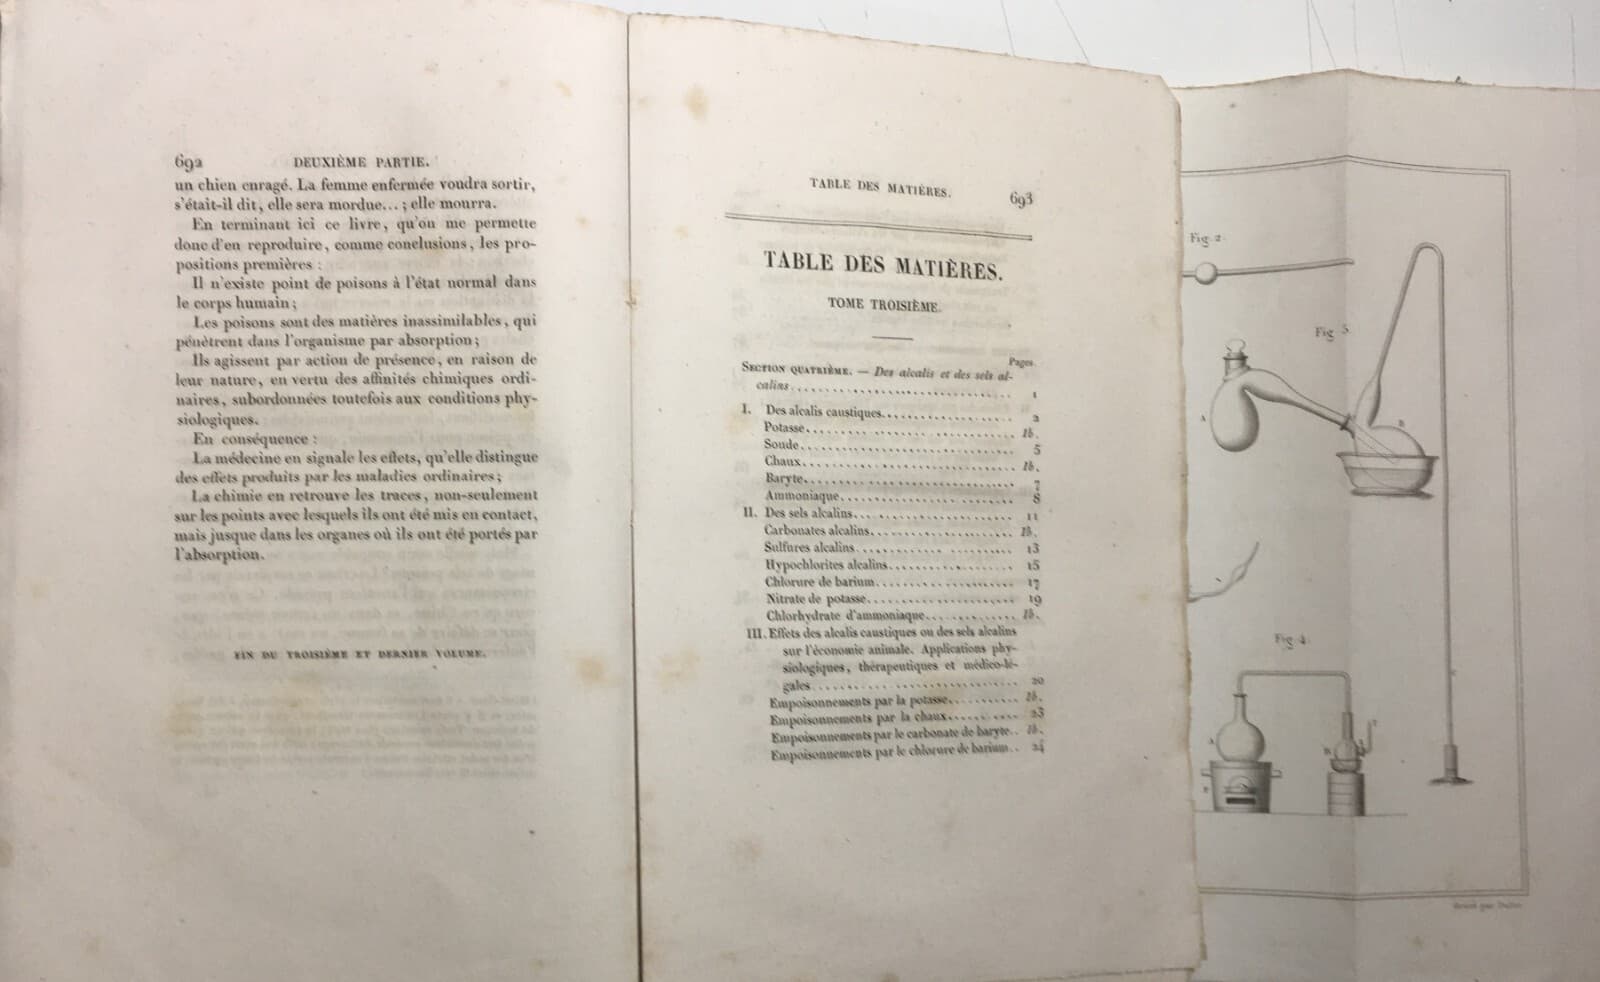 692 DEUXIÈME PARTIE.
un chien enragé. La femme enfermée voudra sortir,
s'était-il dit, elle sera mordue...; elle mourra.
En terminant ici ce livre, qu'on me permette
donc d'en reproduire, comme conclusions, les pro-
positions premières :
Il n'existe point de poisons à l'état normal dans
le corps humain;
Les poisons sont des matières inassimilables, qui
pénètrent dans l'organisme par absorption;
Ils agissent par action de présence, en raison de
leur nature, en vertu des affinités chimiques ordi-
naires, subordonnées toutefois aux conditions phy-
siologiques.
En conséquence :
La médecine en signale les effets, qu'elle distingue
des effets produits par les maladies ordinaires;
La chimie en retrouve les traces, non-seulement
sur les points avec lesquels ils ont été mis en contact,
mais jusque dans les organes où ils ont été portés par
l'absorption.
FIN DU TROISIÈME ET DERNIER VOLUME.
TABLE DES MATIÈRES. 693
TABLE DES MATIÈRES.
TOME TROISIÈME.
Pages
SECTION QUATRIÈME. — Des alcalis et des sels al-
calins. 1
I. Des alcalis caustiques. 2
Potasse. Ib.
Soude. 5
Chaux. Ib.
Baryte. 7
Ammoniaque. 8
II. Des sels alcalins. 11
Carbonates alcalins. Ib.
Sulfures alcalins. 13
Hypochlorites alcalins. 15
Chlorure de barium. 17
Nitrate de potasse. 19
Chlorhydrate d'ammoniaque. Ib.
III. Effets des alcalis caustiques ou des sels alcalins
sur l'économie animale. Applications phy-
siologiques, thérapeutiques et médico-lé-
gales. 20
Empoisonnements par la potasse. Ib.
Empoisonnements par la chaux. 23
Empoisonnements par le carbonate de baryte. Ib.
Empoisonnements par le chlorure de barium. 24
Fig 2.
Fig 3.
A
B
Fig 4.
A
B